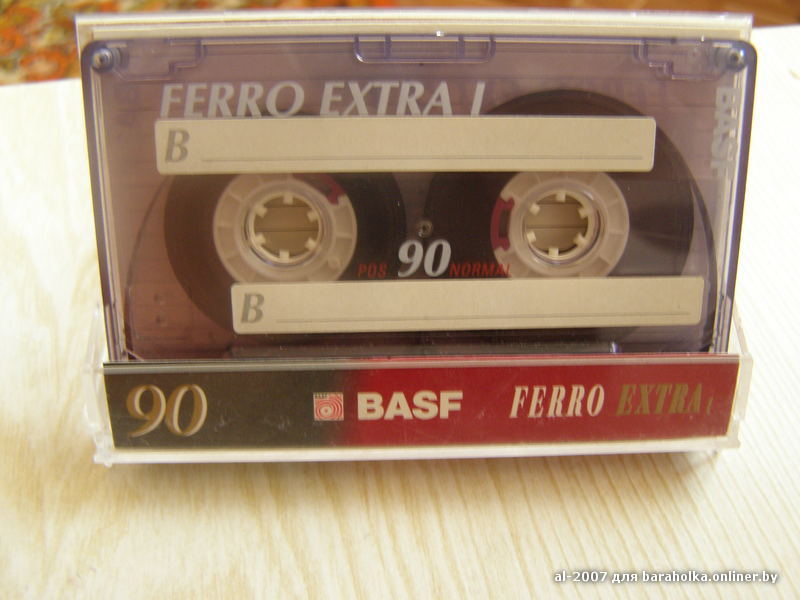 FERRO EXTRA I
BASF
B
POS 90 NORMAL
B
90 BASF FERRO EXTRA I
al-2007 для baraholka.onliner.by